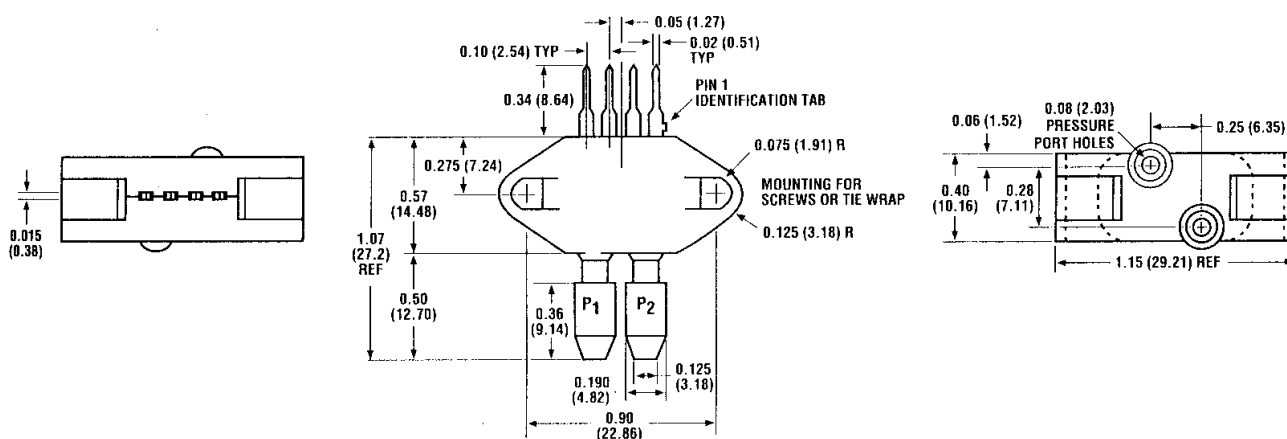 0.05 (1.27)
0.10 (2.54) TYP
0.02 (0.51)
TYP
0.34 (8.64)
PIN 1
IDENTIFICATION TAB
0.275 (7.24)
0.075 (1.91) R
0.57
(14.48)
MOUNTING FOR
SCREWS OR TIE WRAP
1.07
(27.2)
REF
0.125 (3.18) R
0.015
(0.38)
0.50
(12.70)
0.36
(9.14)
P1
P2
0.190
(4.82)
0.125
(3.18)
0.90
(22.86)
0.08 (2.03)
PRESSURE
PORT HOLES
0.06 (1.52)
0.25 (6.35)
0.40
(10.16)
0.28
(7.11)
1.15 (29.21) REF